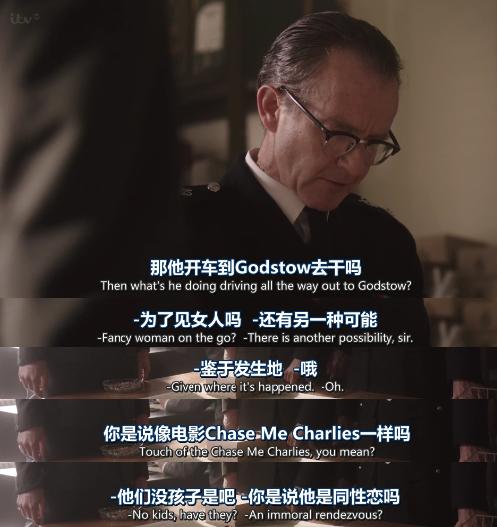 itv
那他开车到Godstow去干吗
Then what's he doing driving all the way out to Godstow?
-为了见女人吗 -还有另一种可能
-Fancy woman on the go? -There is another possibility, sir.
-鉴于发生地 -哦
-Given where it's happened. -Oh.
你是说像电影Chase Me Charlies一样吗
Touch of the Chase Me Charlies, you mean?
-他们没孩子是吧 -你是说他是同性恋吗
-No kids, have they? -An immoral rendezvous?